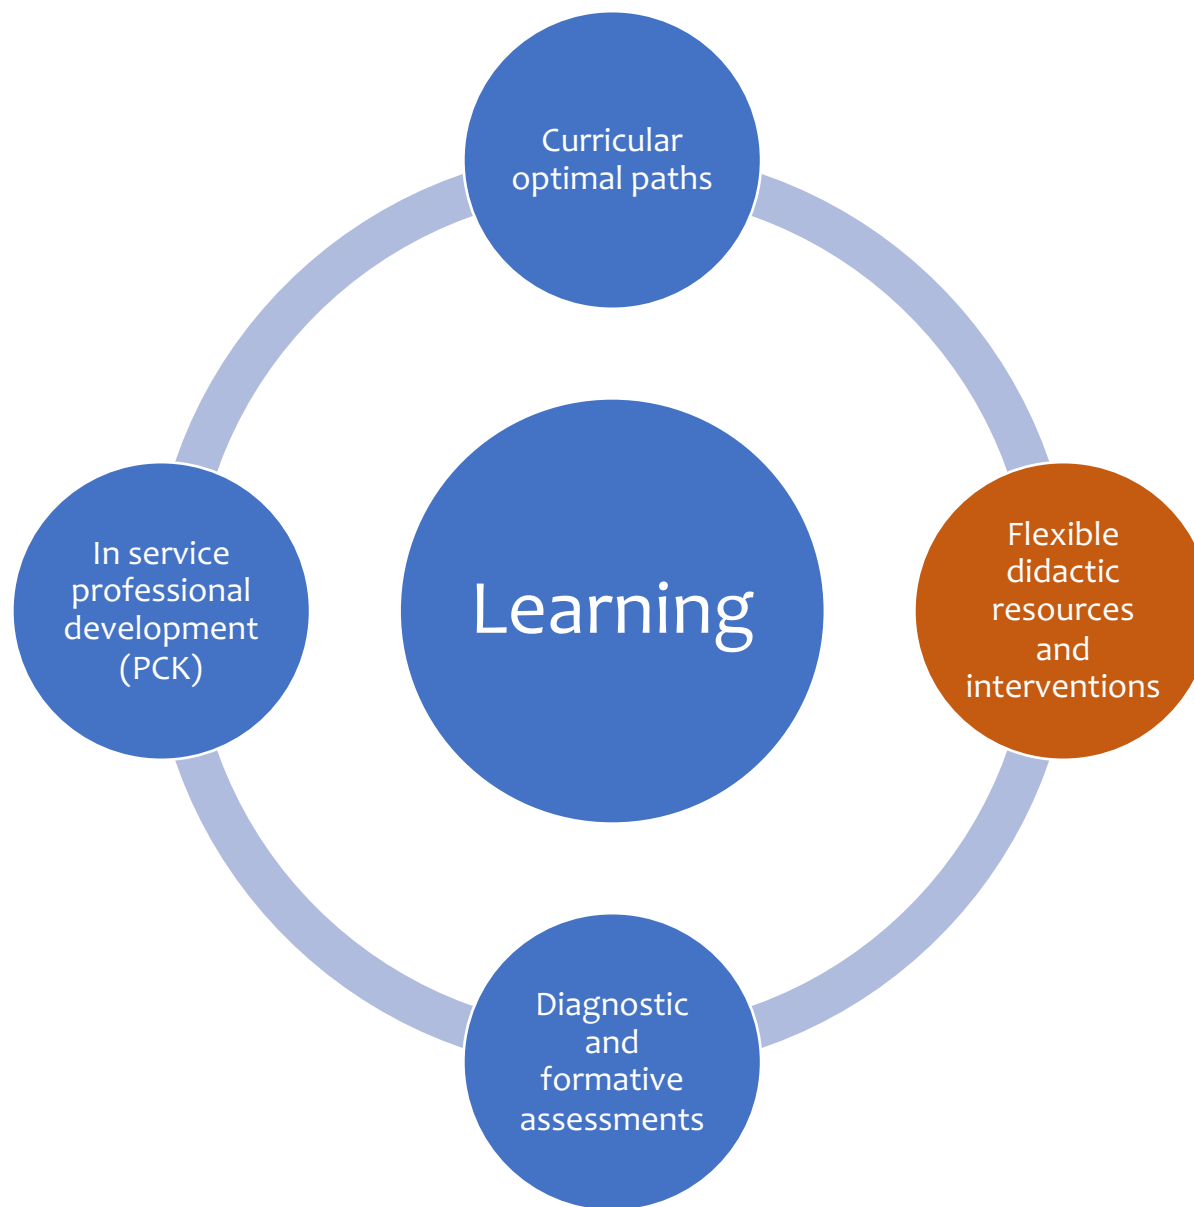 Curricular
optimal paths
Flexible
didactic
resources
and
interventions
Learning
In service
professional
development
(PCK)
Diagnostic
and
formative
assessments